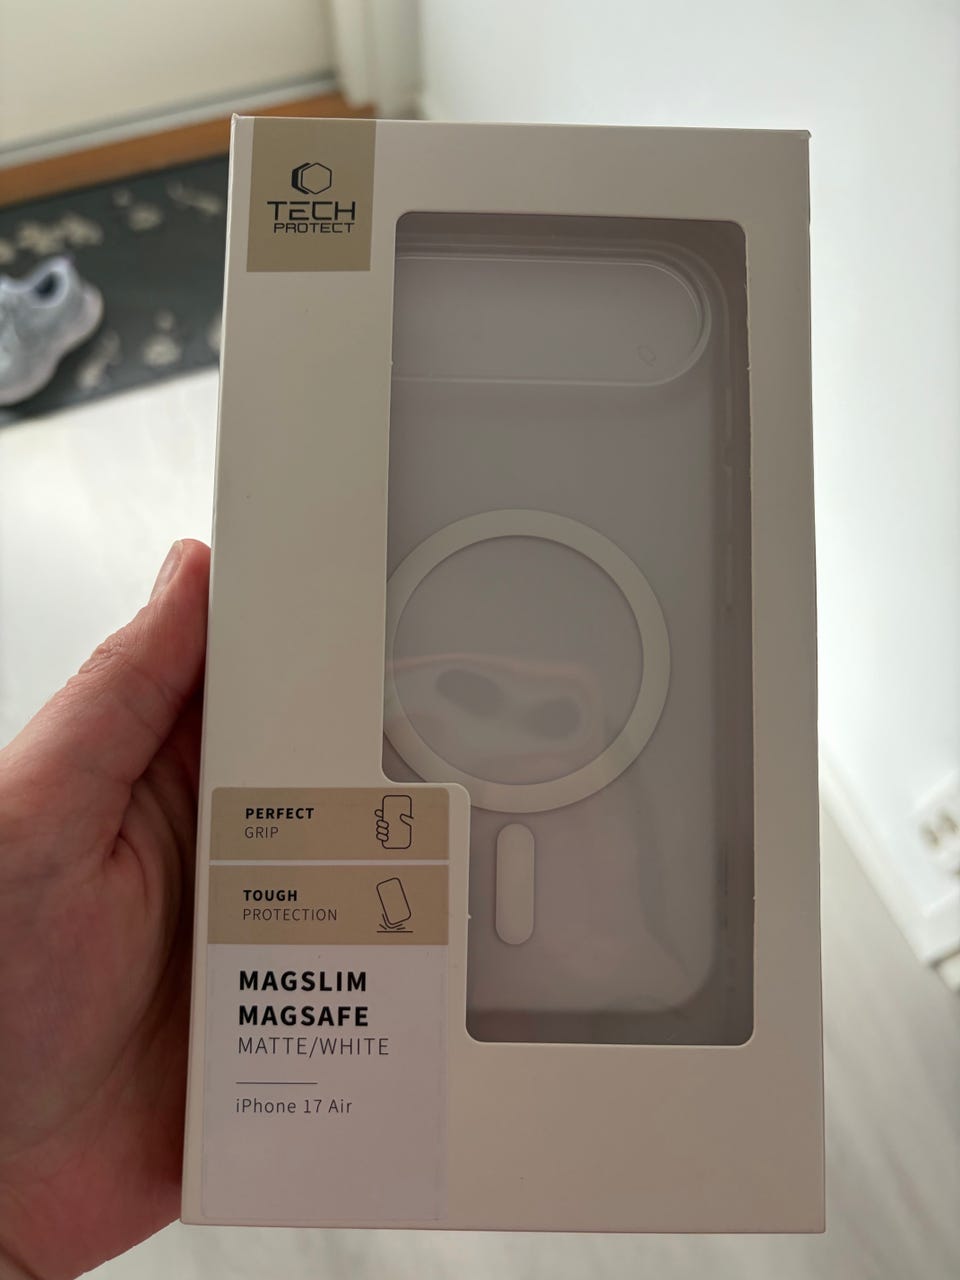 TECH
PROTECT
PERFECT
GRIP
TOUGH
PROTECTION
MAGSLIM
MAGSAFE
MATTE/WHITE
iPhone 17 Air